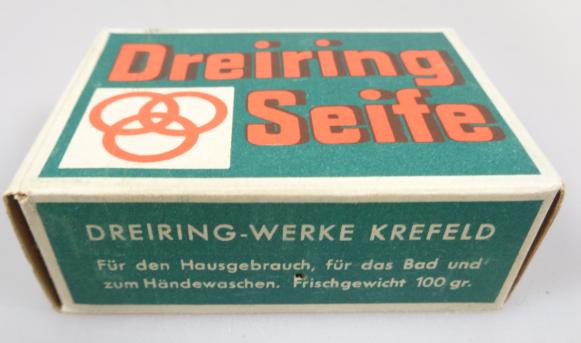 Dreiring
Seife
DREIRING-WERKE KREFELD
Für den Hausgebrauch, für das Bad und
zum Händewaschen. Frischgewicht 100 gr.